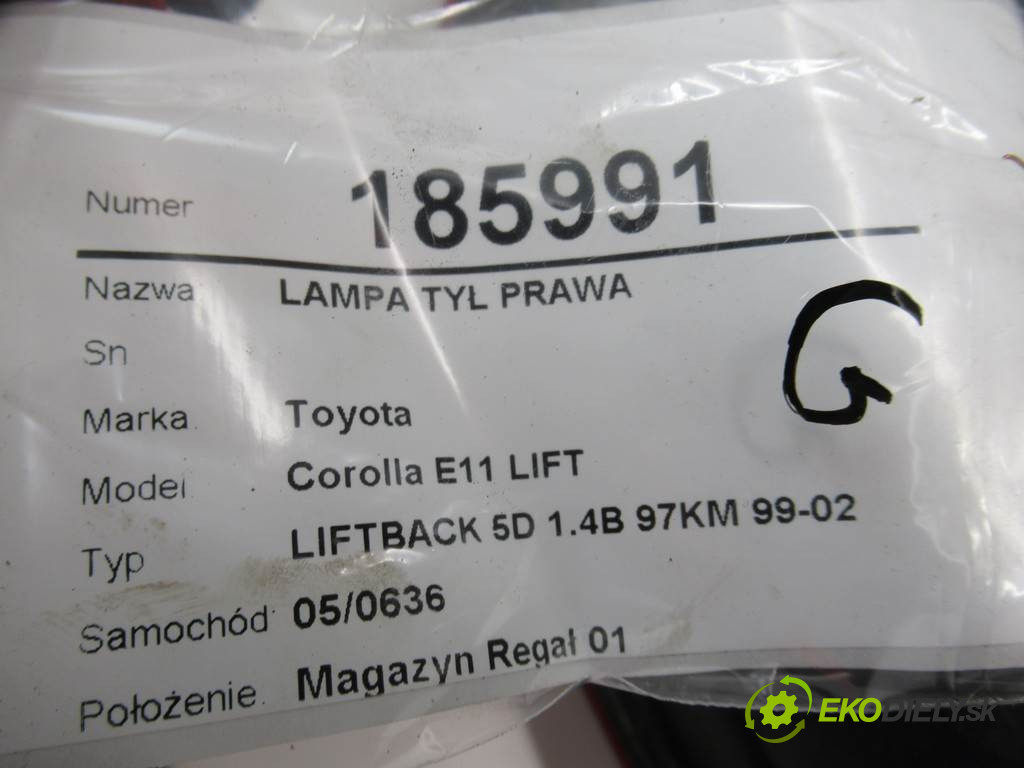 Numer 185991
Nazwa LAMPA TYŁ PRAWA
Sn
Marka Toyota
Model Corolla E11 LIFT
Typ LIFTBACK 5D 1.4B 97KM 99-02
Samochód 05/0636
Położenie Magazyn Regał 01
G
EKODIELY.SK